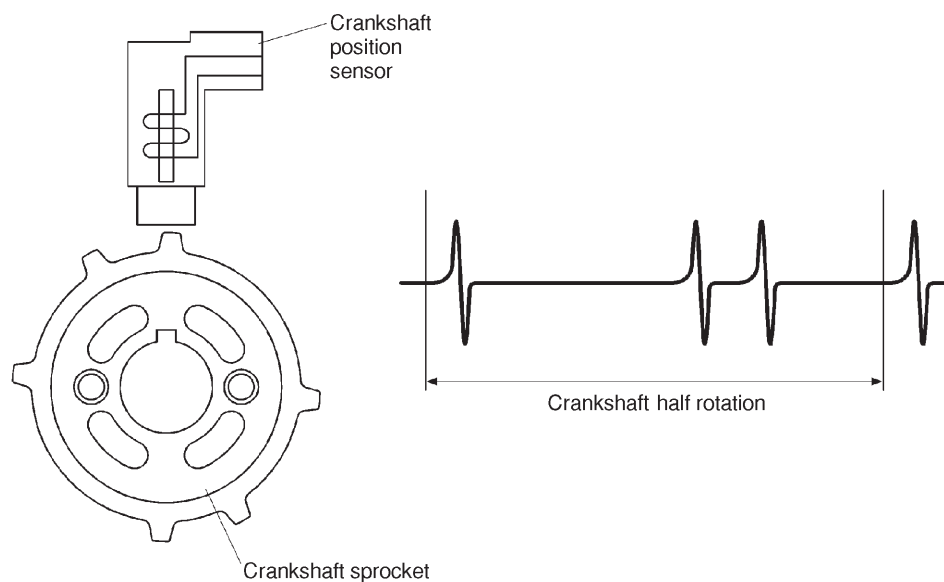 Crankshaft
position
sensor
Crankshaft half rotation
Crankshaft sprocket